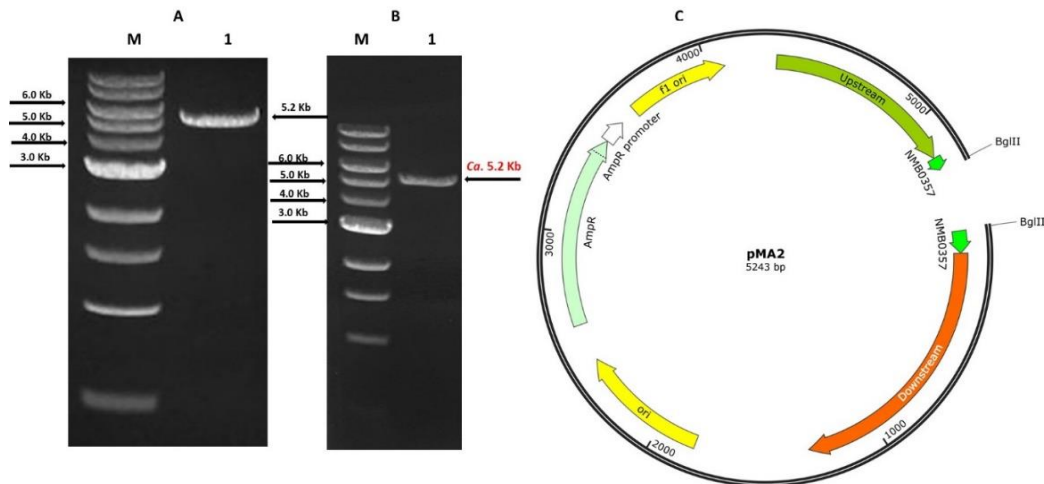 A
M 1
6.0 Kb
5.0 Kb
4.0 Kb
3.0 Kb
5.2 Kb
B
M 1
6.0 Kb
5.0 Kb
4.0 Kb
3.0 Kb
Ca. 5.2 Kb
C
4000
f1 ori
Upstream
5000
BglII
AmpR promoter
NMB0357
BglII
NMB0357
AmpR
3000
pMA2
5243 bp
Downstream
ori
1000
2000